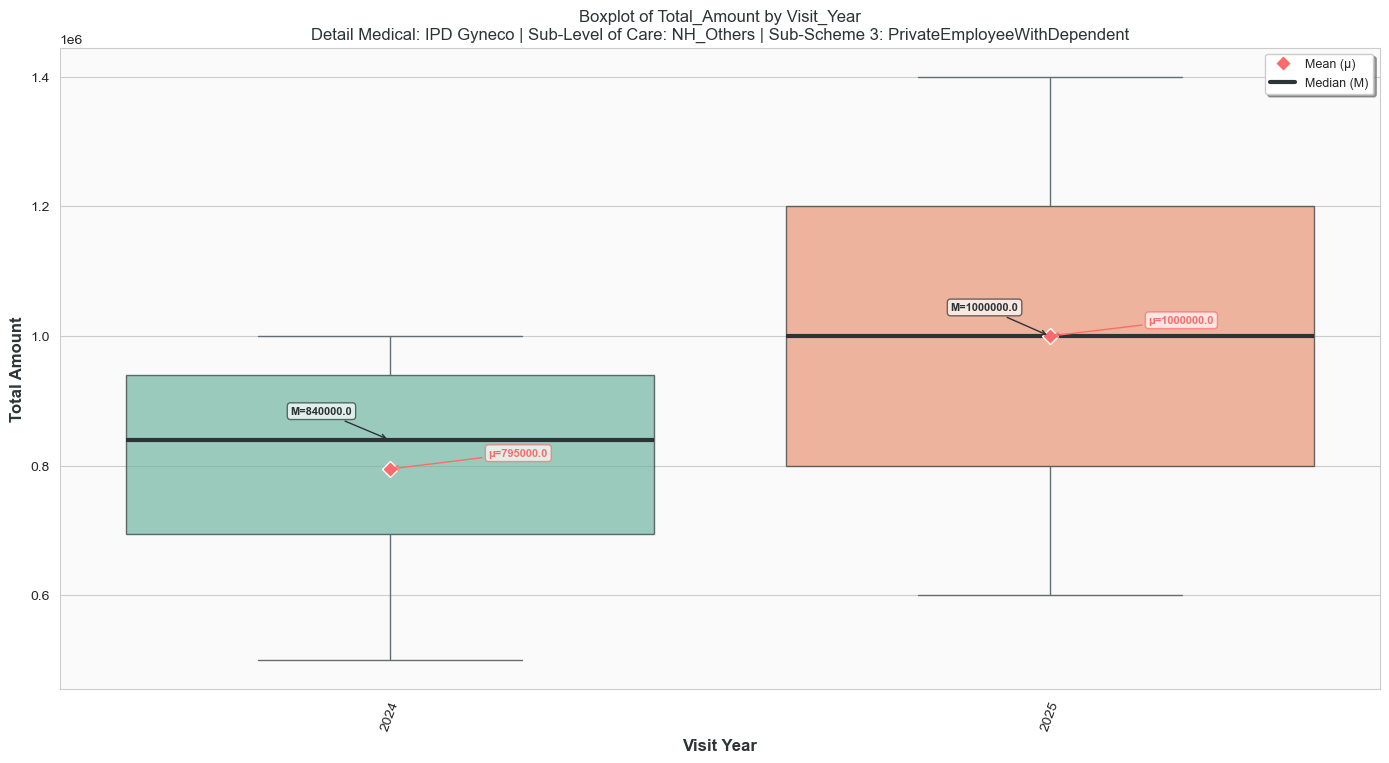 Boxplot of Total_Amount by Visit_Year
Detail Medical: IPD Gyneco | Sub-Level of Care: NH_Others | Sub-Scheme 3: PrivateEmployeeWithDependent
1e6
Mean (μ)
Median (M)
1.4
1.2
1.0
0.8
0.6
Total Amount
M=840000.0
μ=795000.0
M=1000000.0
μ=1000000.0
2024
2025
Visit Year